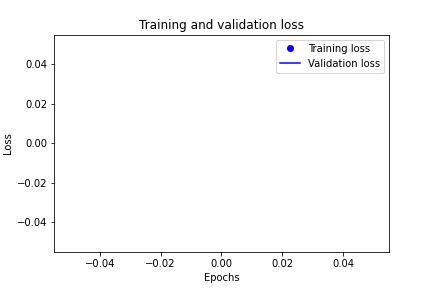 Training and validation loss
Training loss
Validation loss
0.04
0.02
0.00
−0.02
−0.04
Loss
−0.04 −0.02 0.00 0.02 0.04
Epochs